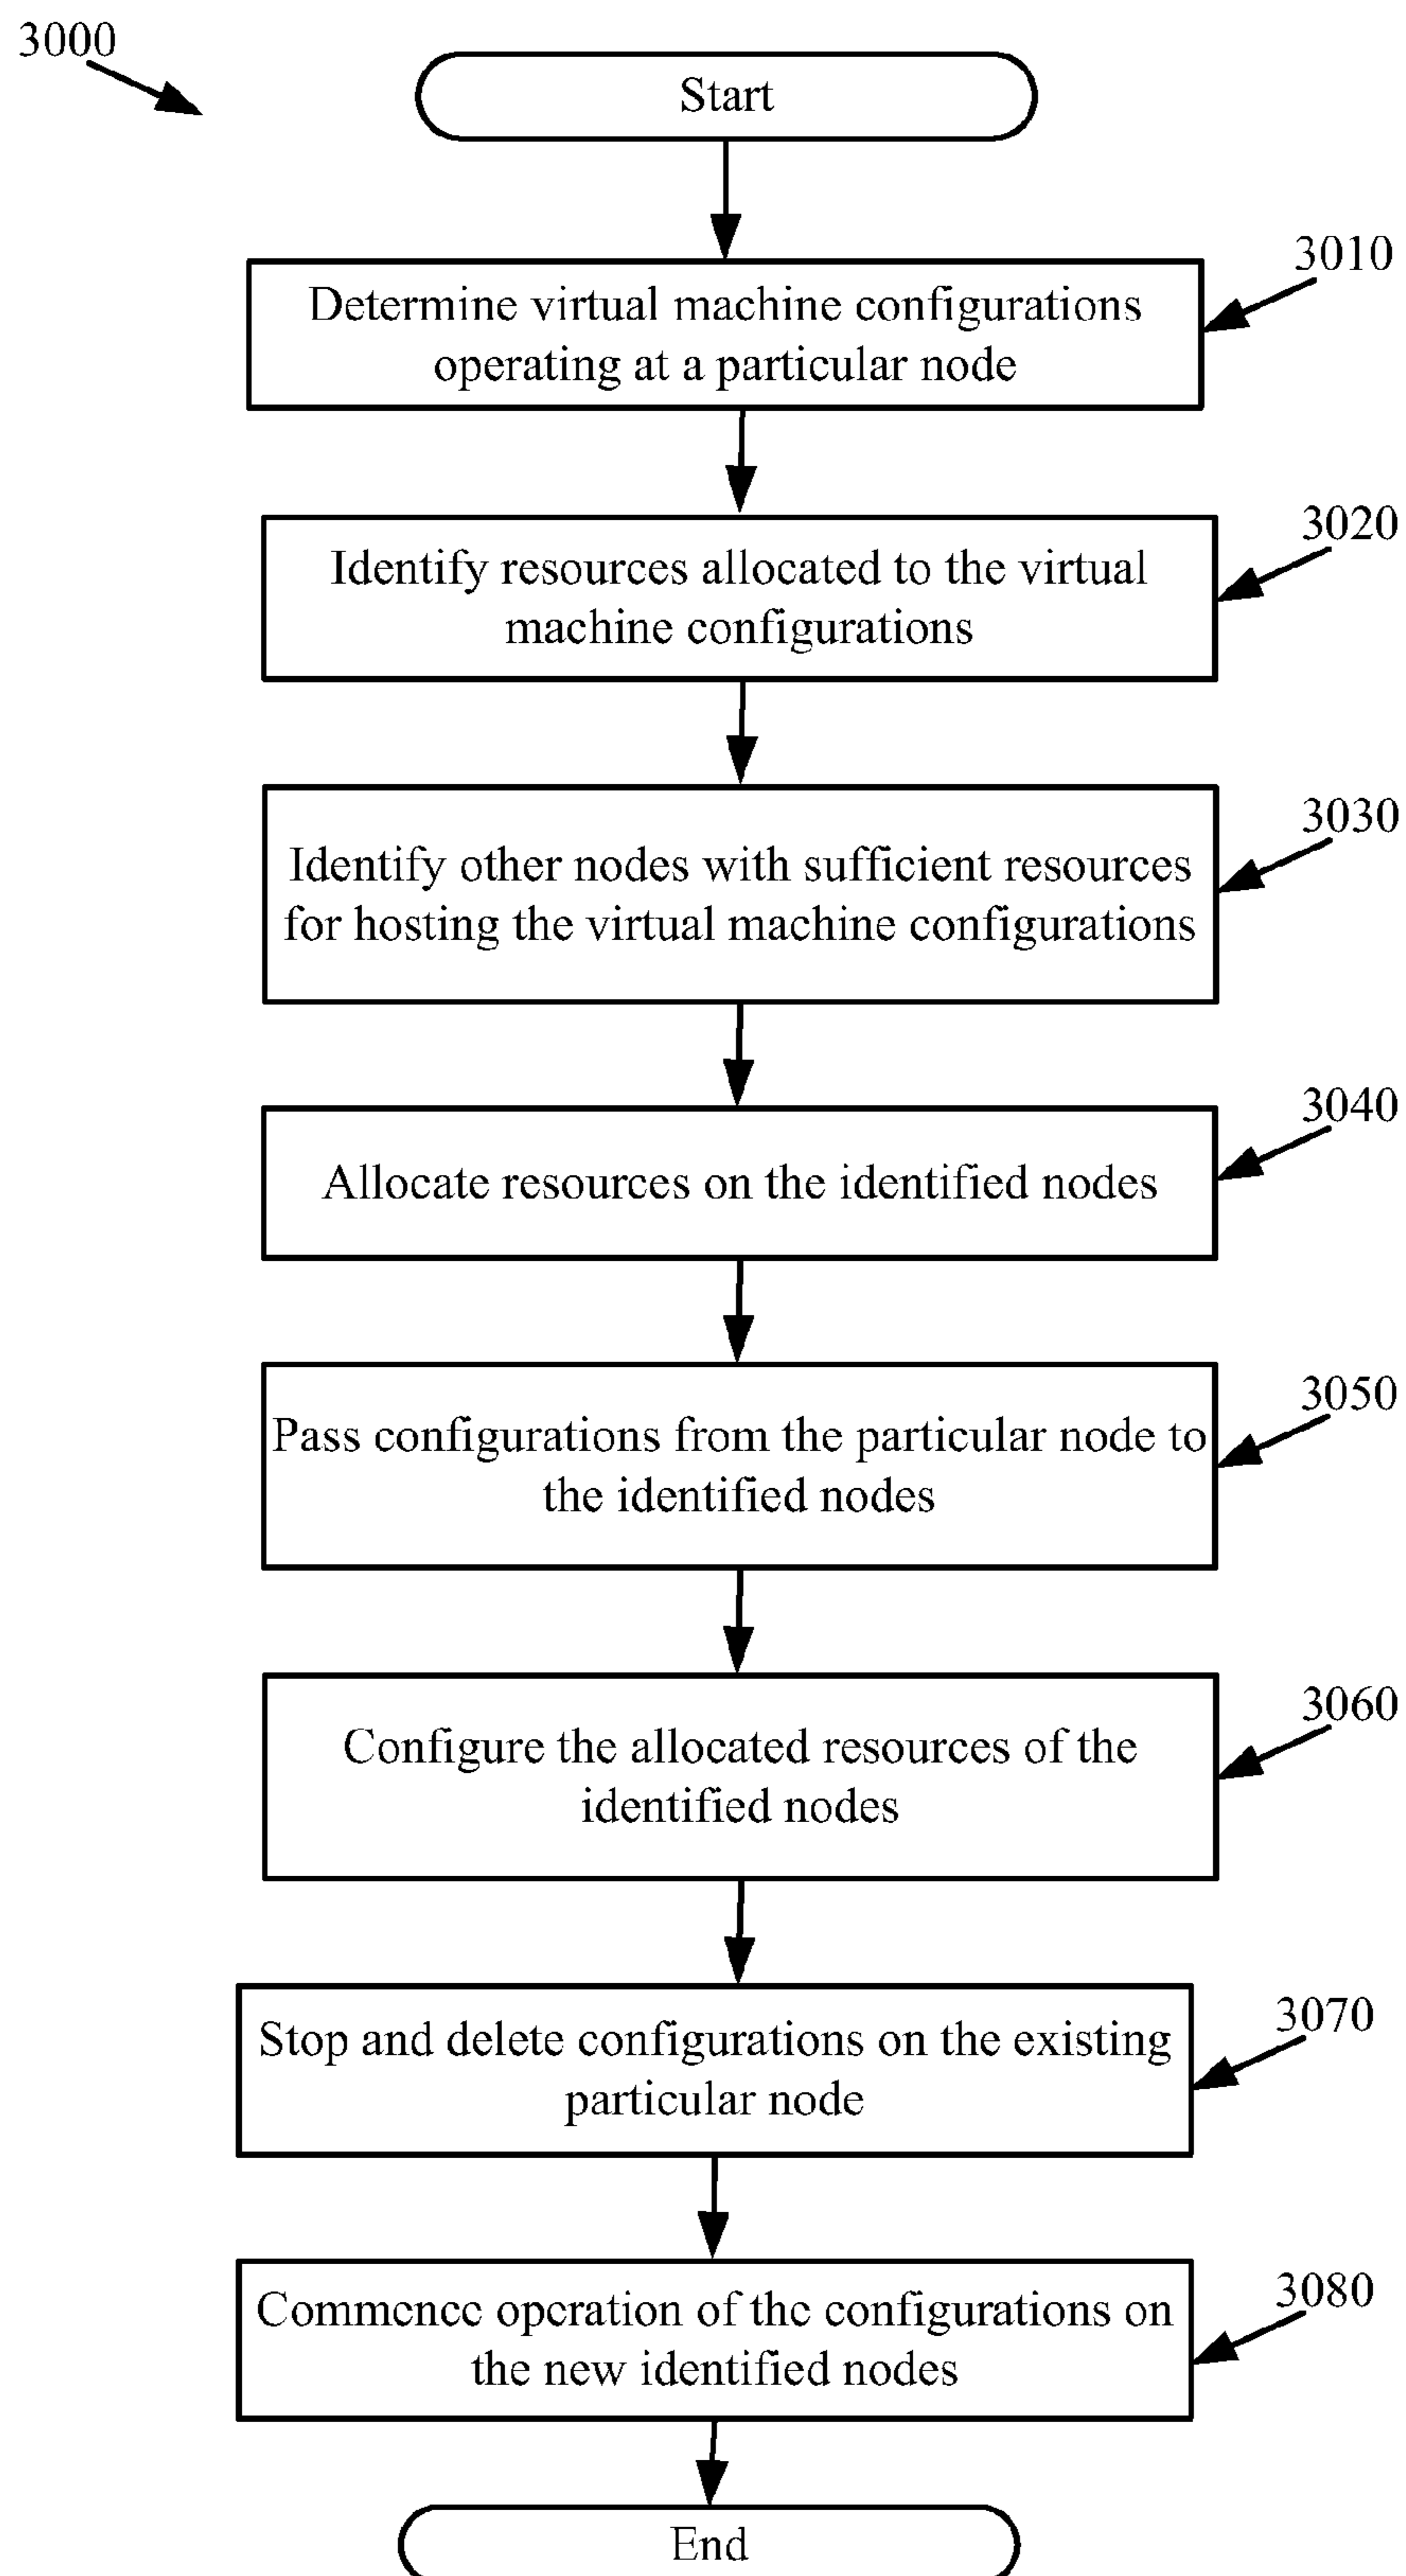 3000
Start
3010
Determine virtual machine configurations
operating at a particular node
3020
Identify resources allocated to the virtual
machine configurations
3030
Identify other nodes with sufficient resources
for hosting the virtual machine configurations
3040
Allocate resources on the identified nodes
3050
Pass configurations from the particular node to
the identified nodes
3060
Configure the allocated resources of the
identified nodes
3070
Stop and delete configurations on the existing
particular node
3080
Commence operation of the configurations on
the new identified nodes
End